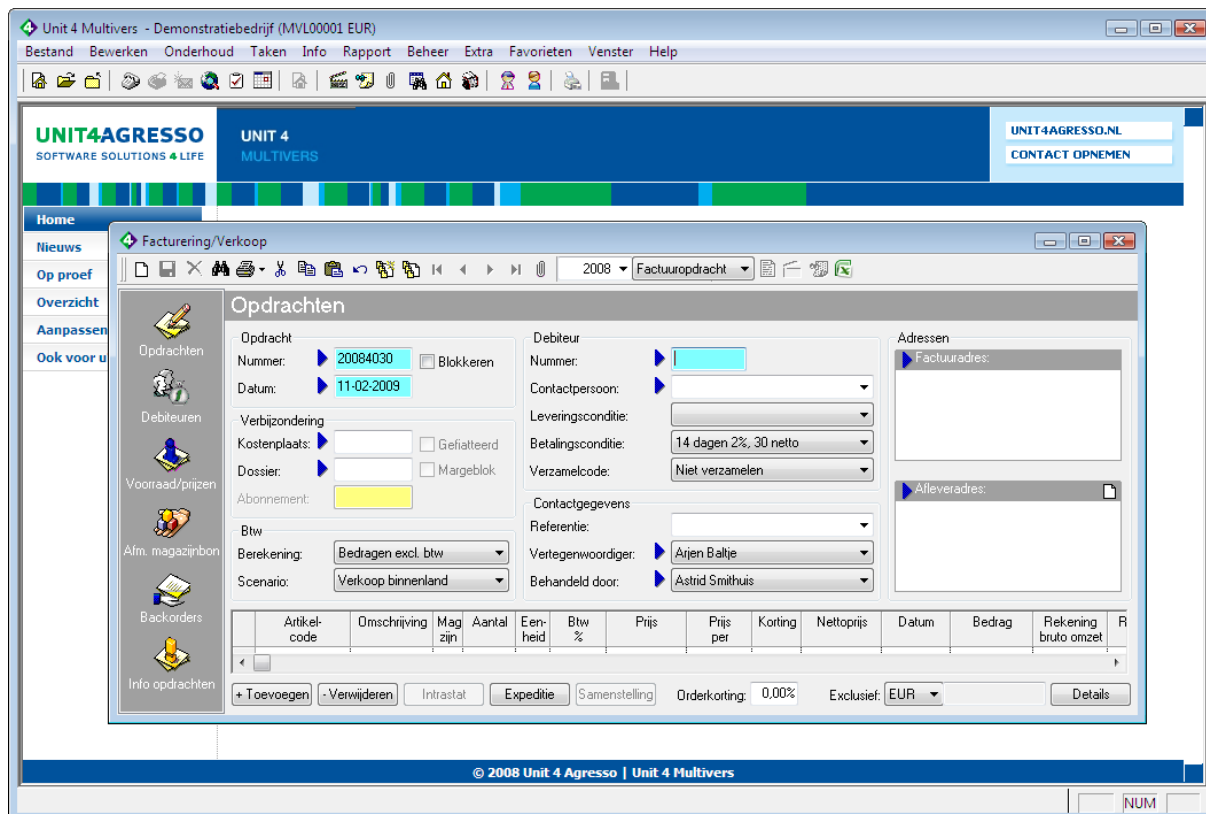 Unit 4 Multivers - Demonstratiebedrijf (MVL00001 EUR)
Bestand Bewerken Onderhoud Taken Info Rapport Beheer Extra Favorieten Venster Help
UNIT4AGRESSO
SOFTWARE SOLUTIONS 4 LIFE
UNIT 4
MULTIVERS
UNIT4AGRESSO.NL
CONTACT OPNEMEN
Home
Nieuws
Op proef
Overzicht
Aanpassen
Ook voor u
Facturering/Verkoop
2008 Factuuropdracht
Opdrachten
Debiteuren
Voorraad/prijzen
Afm. magazijnbon
Backorders
Info opdrachten
Opdrachten
Opdracht
Nummer: 20084030 Blokkeren
Datum: 11-02-2009
Verbijzondering
Kostenplaats: Gefiatteerd
Dossier: Margeblok
Abonnement:
Btw
Berekening: Bedragen excl. btw
Scenario: Verkoop binnenland
Debiteur
Nummer:
Contactpersoon:
Leveringsconditie:
Betalingsconditie: 14 dagen 2%, 30 netto
Verzamelcode: Niet verzamelen
Contactgegevens
Referentie:
Vertegenwoordiger: Arjen Baltje
Behandeld door: Astrid Smithuis
Adressen
Factuuradres:
Afleveradres:
Artikel- Omschrijving Mag Aantal Een- Btw Prijs Prijs Korting Nettoprijs Datum Bedrag Rekening R
code zijn heid % per bruto omzet
+ Toevoegen - Verwijderen Intrastat Expeditie Samenstelling Orderkorting: 0,00% Exclusief: EUR Details
© 2008 Unit 4 Agresso | Unit 4 Multivers
NUM